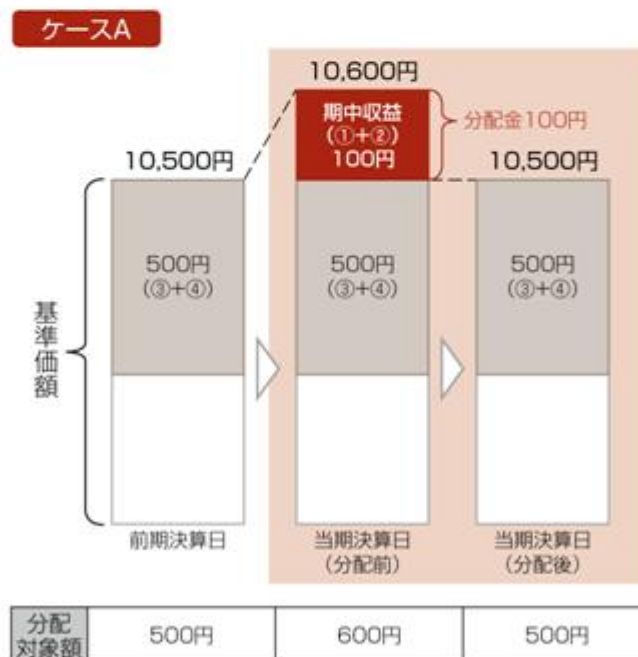 ケースA
10,600円
期中収益
(①+②)
100円
分配金100円
10,500円
10,500円
500円
(③+④)
500円
(③+④)
500円
(③+④)
基準価額
前期決算日
当期決算日
(分配前)
当期決算日
(分配後)
分配
対象額
500円
600円
500円